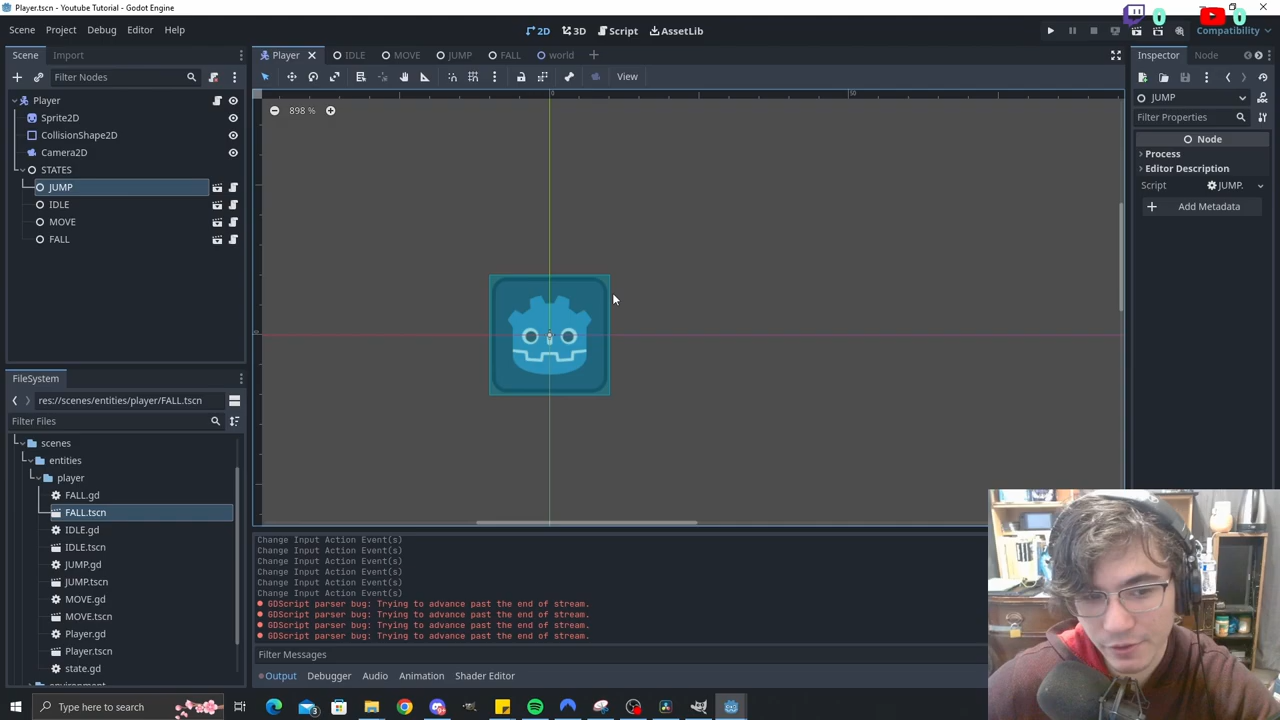 Player.tscn - Youtube Tutorial - Godot Engine
Scene Project Debug Editor Help
2D 3D Script AssetLib
0 0
Compatibility
Scene Import
Player IDLE MOVE JUMP FALL world
Inspector Node
Filter Nodes
View
898 %
0 50
0
Player
Sprite2D
CollisionShape2D
Camera2D
STATES
JUMP
IDLE
MOVE
FALL
JUMP
Filter Properties
Node
Process
Editor Description
Script JUMP.
Add Metadata
FileSystem
res://scenes/entities/player/FALL.tscn
Filter Files
scenes
entities
player
FALL.gd
FALL.tscn
IDLE.gd
IDLE.tscn
JUMP.gd
JUMP.tscn
MOVE.gd
MOVE.tscn
Player.gd
Player.tscn
state.gd
Change Input Action Event(s)
Change Input Action Event(s)
Change Input Action Event(s)
Change Input Action Event(s)
Change Input Action Event(s)
Change Input Action Event(s)
GDScript parser bug: Trying to advance past the end of stream.
GDScript parser bug: Trying to advance past the end of stream.
GDScript parser bug: Trying to advance past the end of stream.
GDScript parser bug: Trying to advance past the end of stream.
Filter Messages
Output Debugger Audio Animation Shader Editor
Type here to search